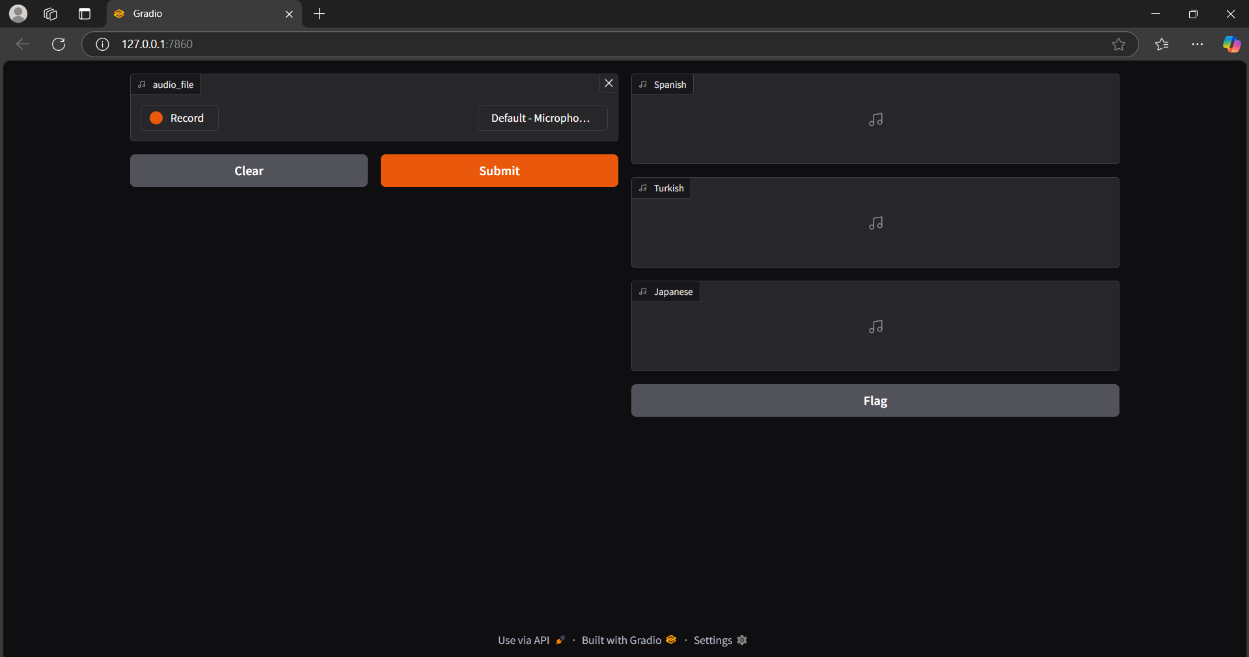 Gradio
127.0.0.1:7860
audio_file
Record
Default - Micropho...
Clear
Submit
Spanish
Turkish
Japanese
Flag
Use via API · Built with Gradio · Settings